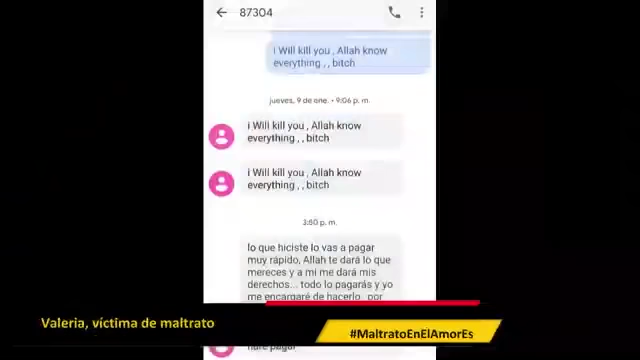 87304
i Will kill you , Allah know
everything , , bitch
jueves, 9 de ene. • 9:06 p. m.
i Will kill you , Allah know
everything , , bitch
i Will kill you , Allah know
everything , , bitch
3:50 p. m.
lo que hiciste lo vas a pagar
muy rápido, Allah te dará lo que
mereces y a mi me dará mis
derechos... todo lo pagarás y yo
me encargaré de hacerlo, por
pagar
Valeria, víctima de maltrato
#MaltratoEnElAmorEs